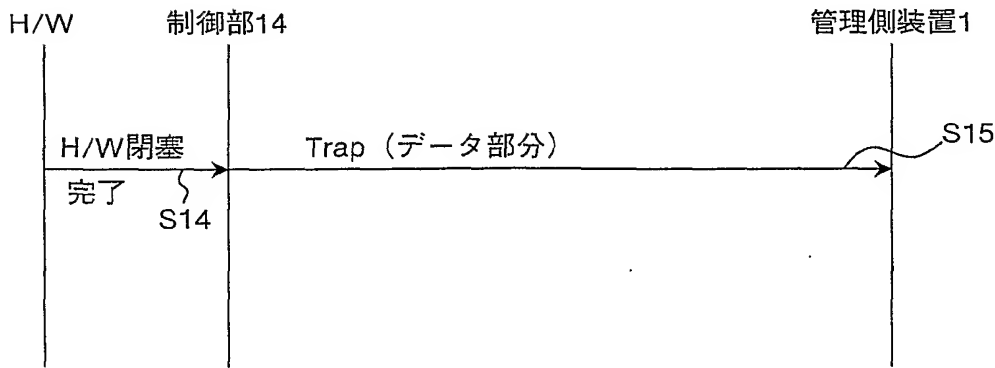 H/W
制御部14
管理側装置1
H/W閉塞
完了
S14
Trap（データ部分）
S15